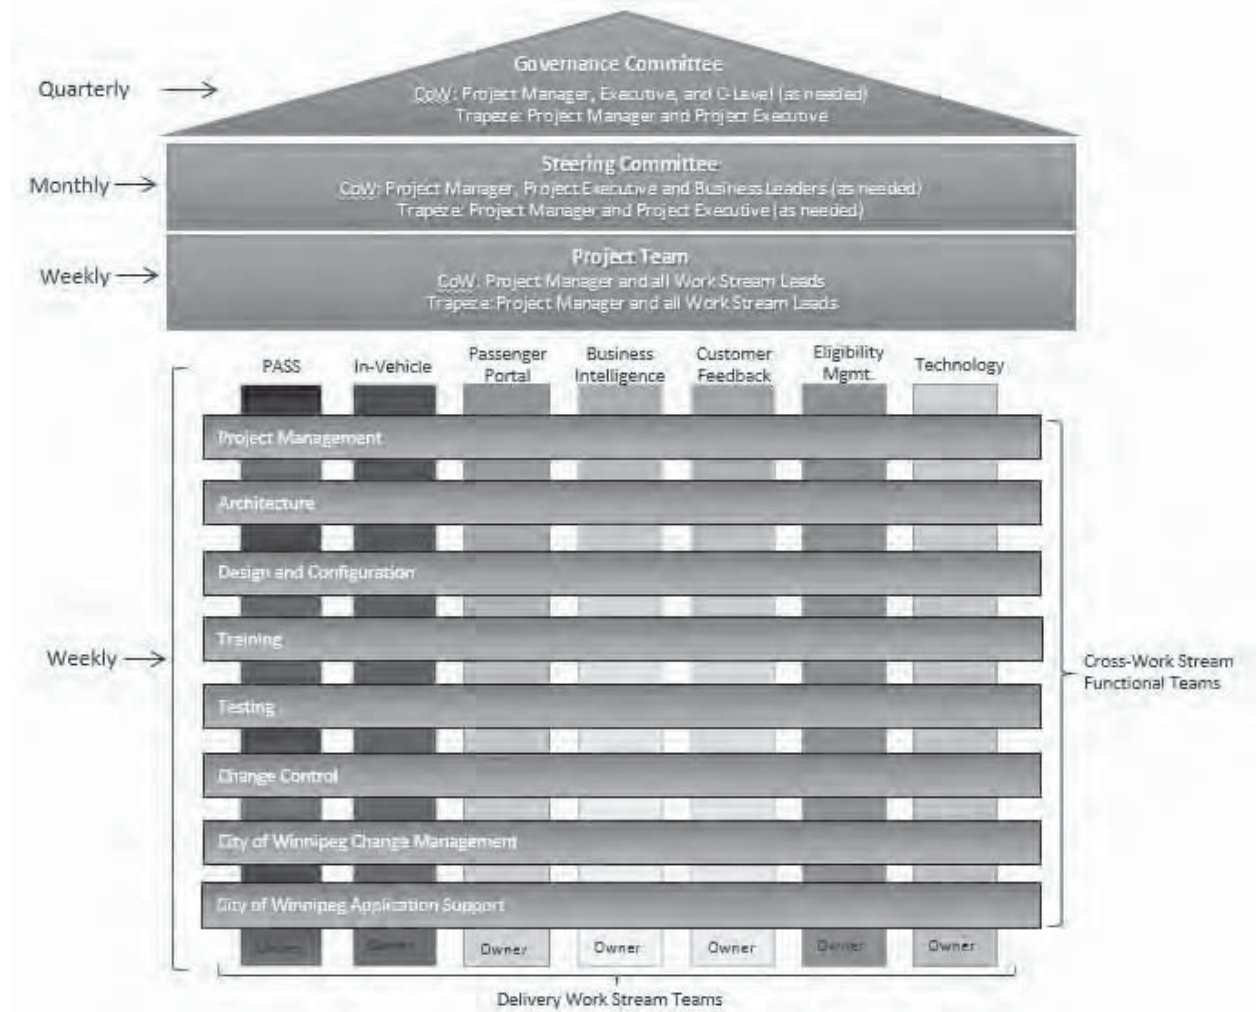 Governance Committee
Quarterly
CoW: Project Manager, Executive, and C-Level (as needed)
Trapeze: Project Manager and Project Executive
Steering Committee
Monthly
CoW: Project Manager, Project Executive and Business Leaders (as needed)
Trapeze: Project Manager and Project Executive (as needed)
Project Team
Weekly
CoW: Project Manager and all Work Stream Leads
Trapeze: Project Manager and all Work Stream Leads
PASS
In-Vehicle
Passenger
Portal
Business
Intelligence
Customer
Feedback
Eligibility
Mgmt.
Technology
Project Management
Architecture
Design and Configuration
Training
Weekly
Cross-Work Stream
Functional Teams
Testing
Change Control
City of Winnipeg Change Management
City of Winnipeg Application Support
Owner
Owner
Owner
Owner
Owner
Owner
Owner
Delivery Work Stream Teams